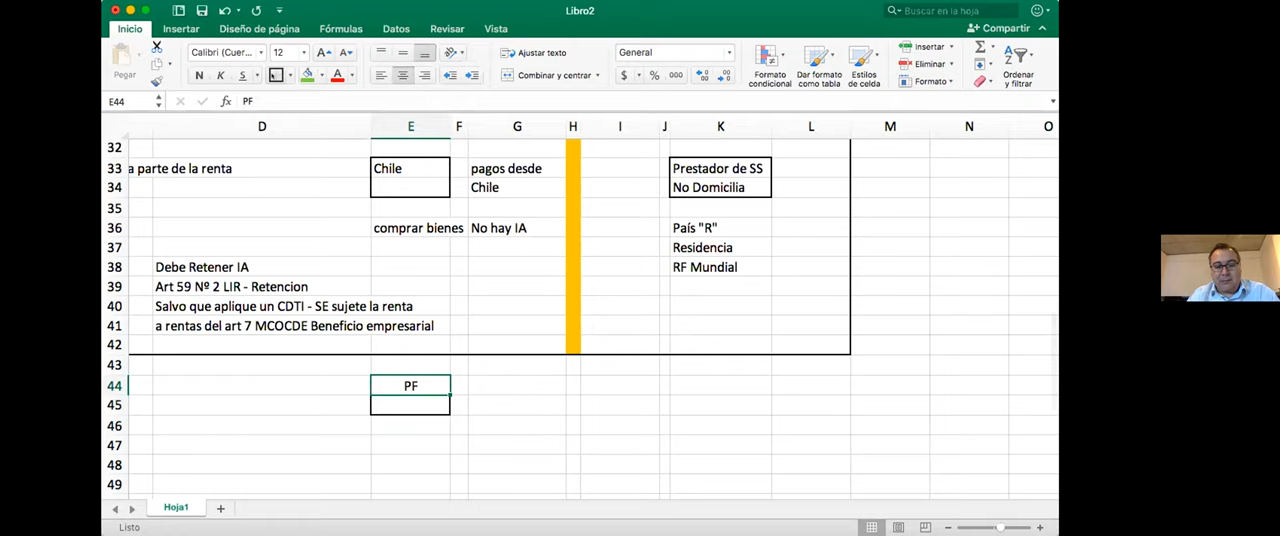 Libro2
Buscar en la hoja
Inicio Insertar Diseño de página Fórmulas Datos Revisar Vista
Compartir
Pegar
Calibri (Cuer... 12
A A
N K S
A
Ajustar texto
Combinar y centrar
General
$ % 000
Formato condicional
Dar formato como tabla
Estilos de celda
Insertar
Eliminar
Formato
Ordenar y filtrar
E44 fx PF
D E F G H I J K L M N O
32
33 a parte de la renta Chile pagos desde Prestador de SS
34 Chile No Domicilia
35
36 comprar bienes No hay IA País "R"
37 Residencia
38 Debe Retener IA RF Mundial
39 Art 59 Nº 2 LIR - Retencion
40 Salvo que aplique un CDTI - SE sujete la renta
41 a rentas del art 7 MCOCDE Beneficio empresarial
42
43
44 PF
45
46
47
48
49
Hoja1
Listo